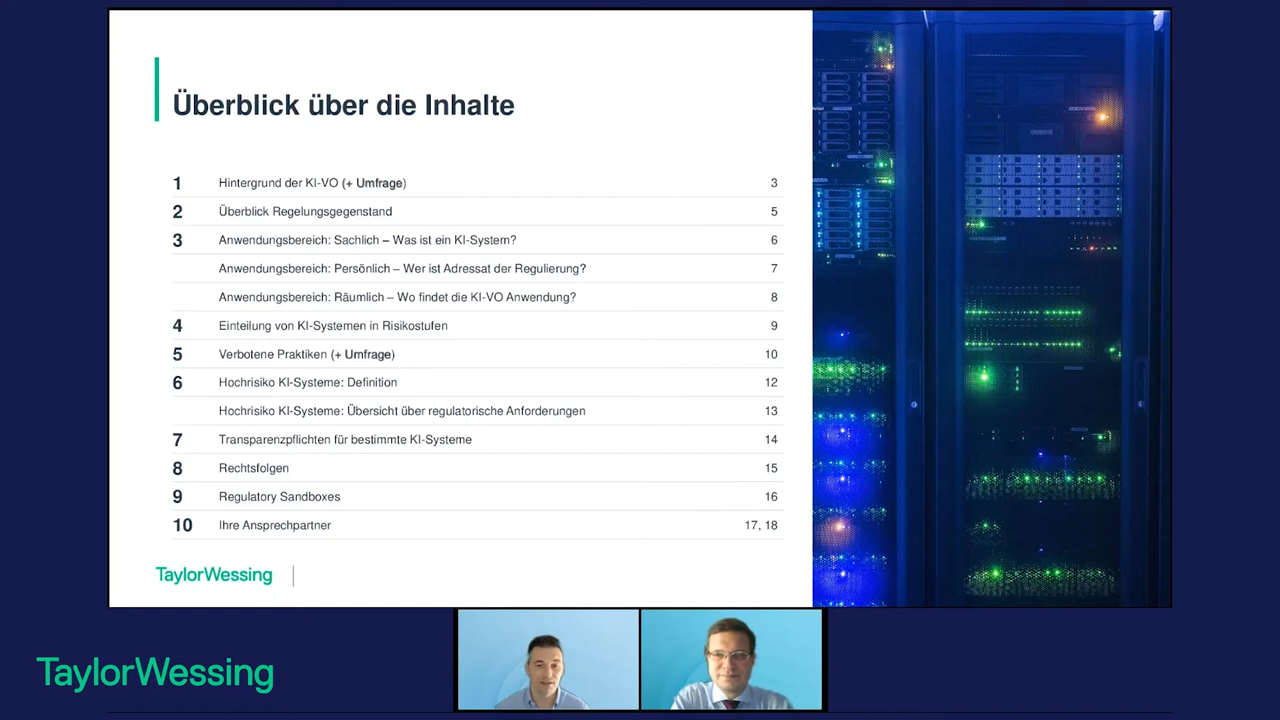 Überblick über die Inhalte
1 Hintergrund der KI-VO (+ Umfrage) 3
2 Überblick Regelungsgegenstand 5
3 Anwendungsbereich: Sachlich – Was ist ein KI-System? 6
Anwendungsbereich: Persönlich – Wer ist Adressat der Regulierung? 7
Anwendungsbereich: Räumlich – Wo findet die KI-VO Anwendung? 8
4 Einteilung von KI-Systemen in Risikostufen 9
5 Verbotene Praktiken (+ Umfrage) 10
6 Hochrisiko KI-Systeme: Definition 12
Hochrisiko KI-Systeme: Übersicht über regulatorische Anforderungen 13
7 Transparenzpflichten für bestimmte KI-Systeme 14
8 Rechtsfolgen 15
9 Regulatory Sandboxes 16
10 Ihre Ansprechpartner 17, 18
TaylorWessing
TaylorWessing